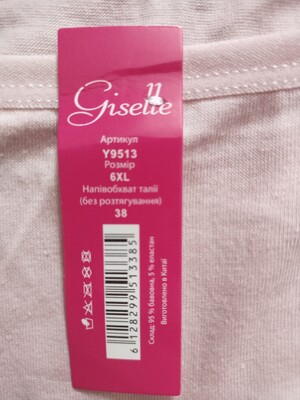 Giselle
Артикул
Y9513
Розмір
6XL
Напівобхват талії
(без розтягування)
38
6 128299 513385
Склад: 95 % бавовна, 5 % еластан
Виготовлено в Китаї